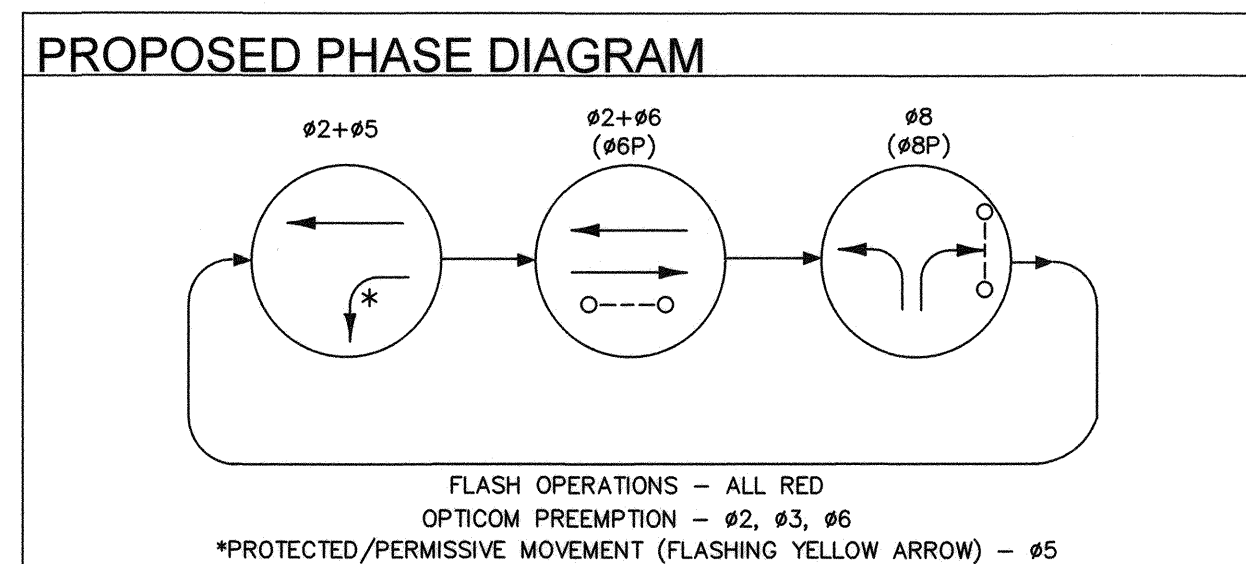 PROPOSED PHASE DIAGRAM
ø2+ø5
ø2+ø6
(ø6P)
ø8
(ø8P)
*
FLASH OPERATIONS – ALL RED
OPTICOM PREEMPTION – ø2, ø3, ø6
*PROTECTED/PERMISSIVE MOVEMENT (FLASHING YELLOW ARROW) – ø5